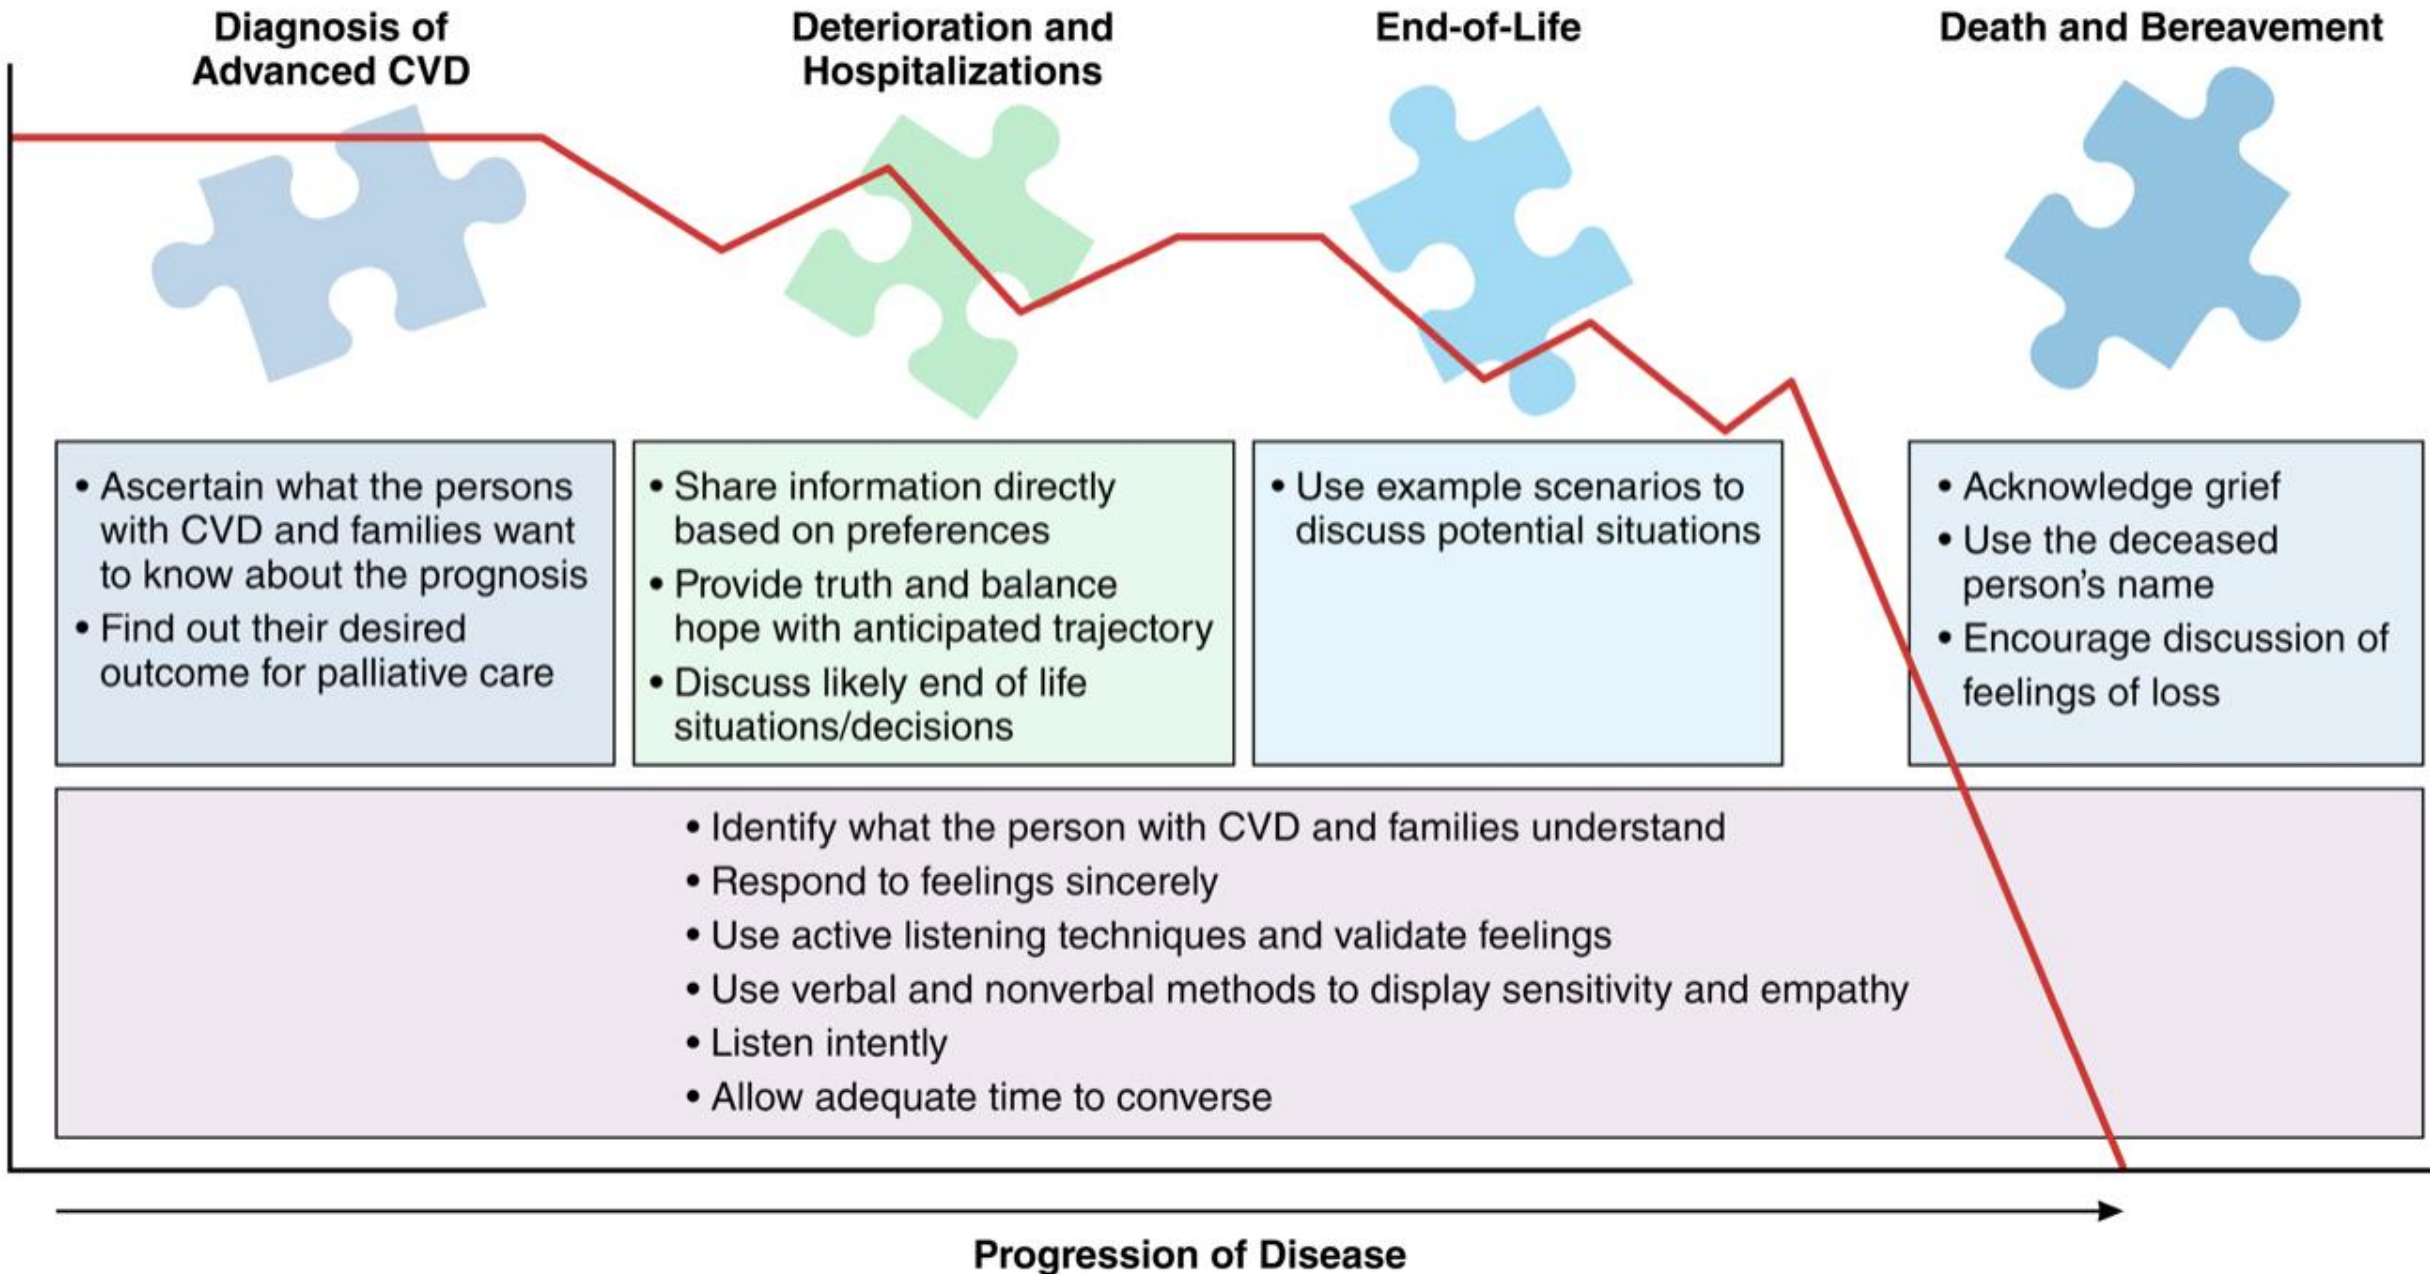 Diagnosis of
Advanced CVD
Deterioration and
Hospitalizations
End-of-Life
Death and Bereavement
• Ascertain what the persons
with CVD and families want
to know about the prognosis
• Find out their desired
outcome for palliative care
• Share information directly
based on preferences
• Provide truth and balance
hope with anticipated trajectory
• Discuss likely end of life
situations/decisions
• Use example scenarios to
discuss potential situations
• Acknowledge grief
• Use the deceased
person’s name
• Encourage discussion of
feelings of loss
• Identify what the person with CVD and families understand
• Respond to feelings sincerely
• Use active listening techniques and validate feelings
• Use verbal and nonverbal methods to display sensitivity and empathy
• Listen intently
• Allow adequate time to converse
Progression of Disease